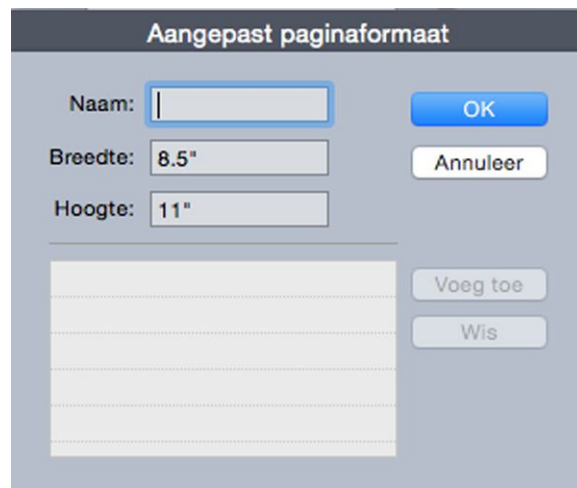 Aangepast paginaformaat
Naam:
OK
Breedte: 8.5"
Annuleer
Hoogte: 11"
Voeg toe
Wis